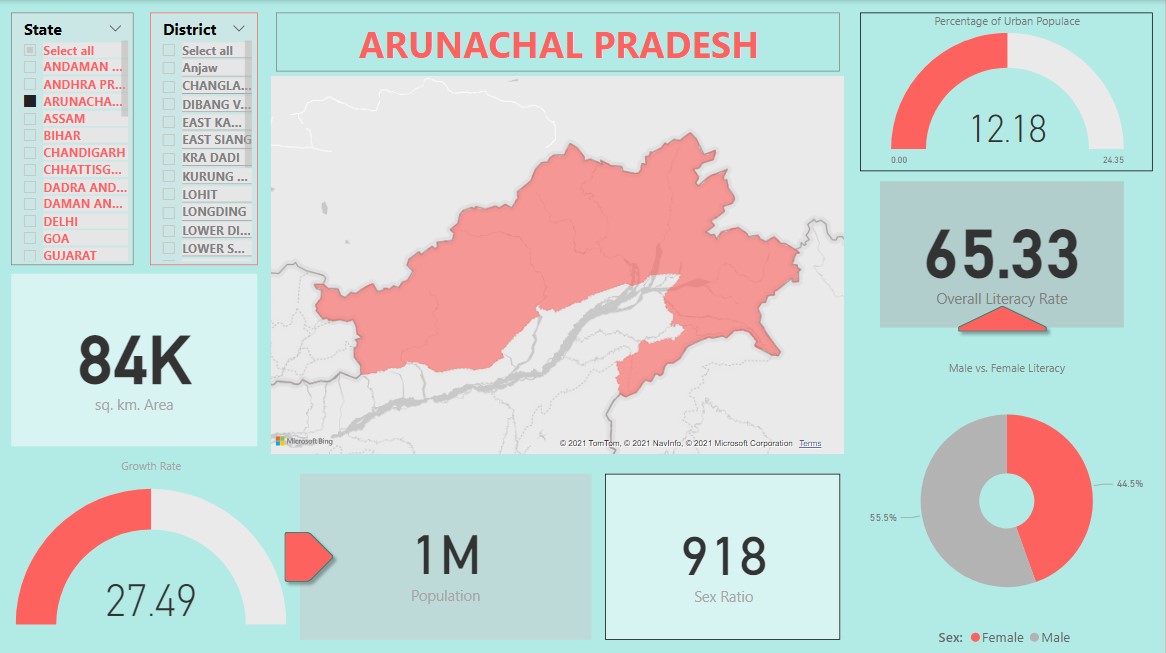 State
Select all
ANDAMAN ...
ANDHRA PR...
ARUNACHA...
ASSAM
BIHAR
CHANDIGARH
CHHATTISG...
DADRA AND...
DAMAN AN...
DELHI
GOA
GUJARAT
District
Select all
Anjaw
CHANGLA...
DIBANG V...
EAST KA...
EAST SIANG
KRA DADI
KURUNG ...
LOHIT
LONGDING
LOWER DI...
LOWER S...
ARUNACHAL PRADESH
Microsoft Bing
© 2021 TomTom, © 2021 NavInfo, © 2021 Microsoft Corporation Terms
Percentage of Urban Populace
12.18
0.00
24.35
65.33
Overall Literacy Rate
84K
sq. km. Area
Male vs. Female Literacy
44.5%
55.5%
Sex: Female Male
Growth Rate
27.49
1M
Population
918
Sex Ratio